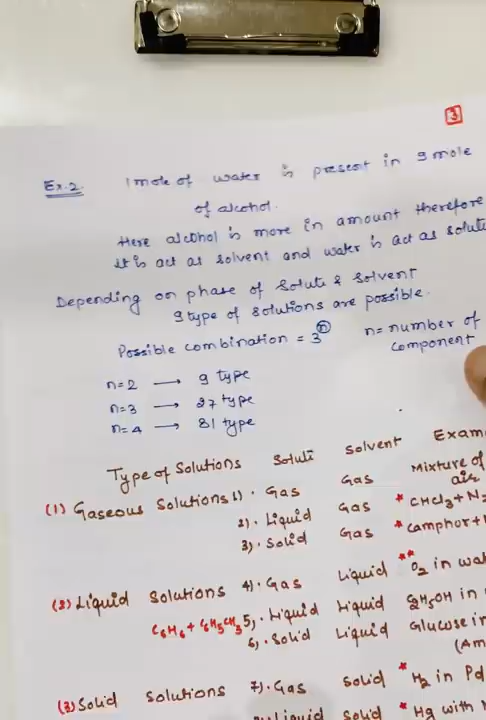 3
Ex.2. 1 mole of water is present in 9 mole
of alcohol.
Here alcohol is more in amount therefore
it is act as solvent and water is act as solute
Depending on phase of Solute & Solvent
9 type of solutions are possible.
Possible combination = 3ⁿ n = number of
component
n=2 → 9 type
n=3 → 27 type
n=4 → 81 type
Type of Solutions Solute Solvent Exam
(1) Gaseous Solutions 1). Gas Gas Mixture of
air
2). Liquid Gas * CHCl3 + N2
3). Solid Gas * Camphor +
(2) Liquid Solutions 4). Gas Liquid ** O2 in wat
C6H6 + C6H5CH3 5). Liquid Liquid C2H5OH in
6). Solid Liquid Glucose in
(Am
(3) Solid Solutions 7). Gas Solid * H2 in Pd
Liquid Solid * Hg with